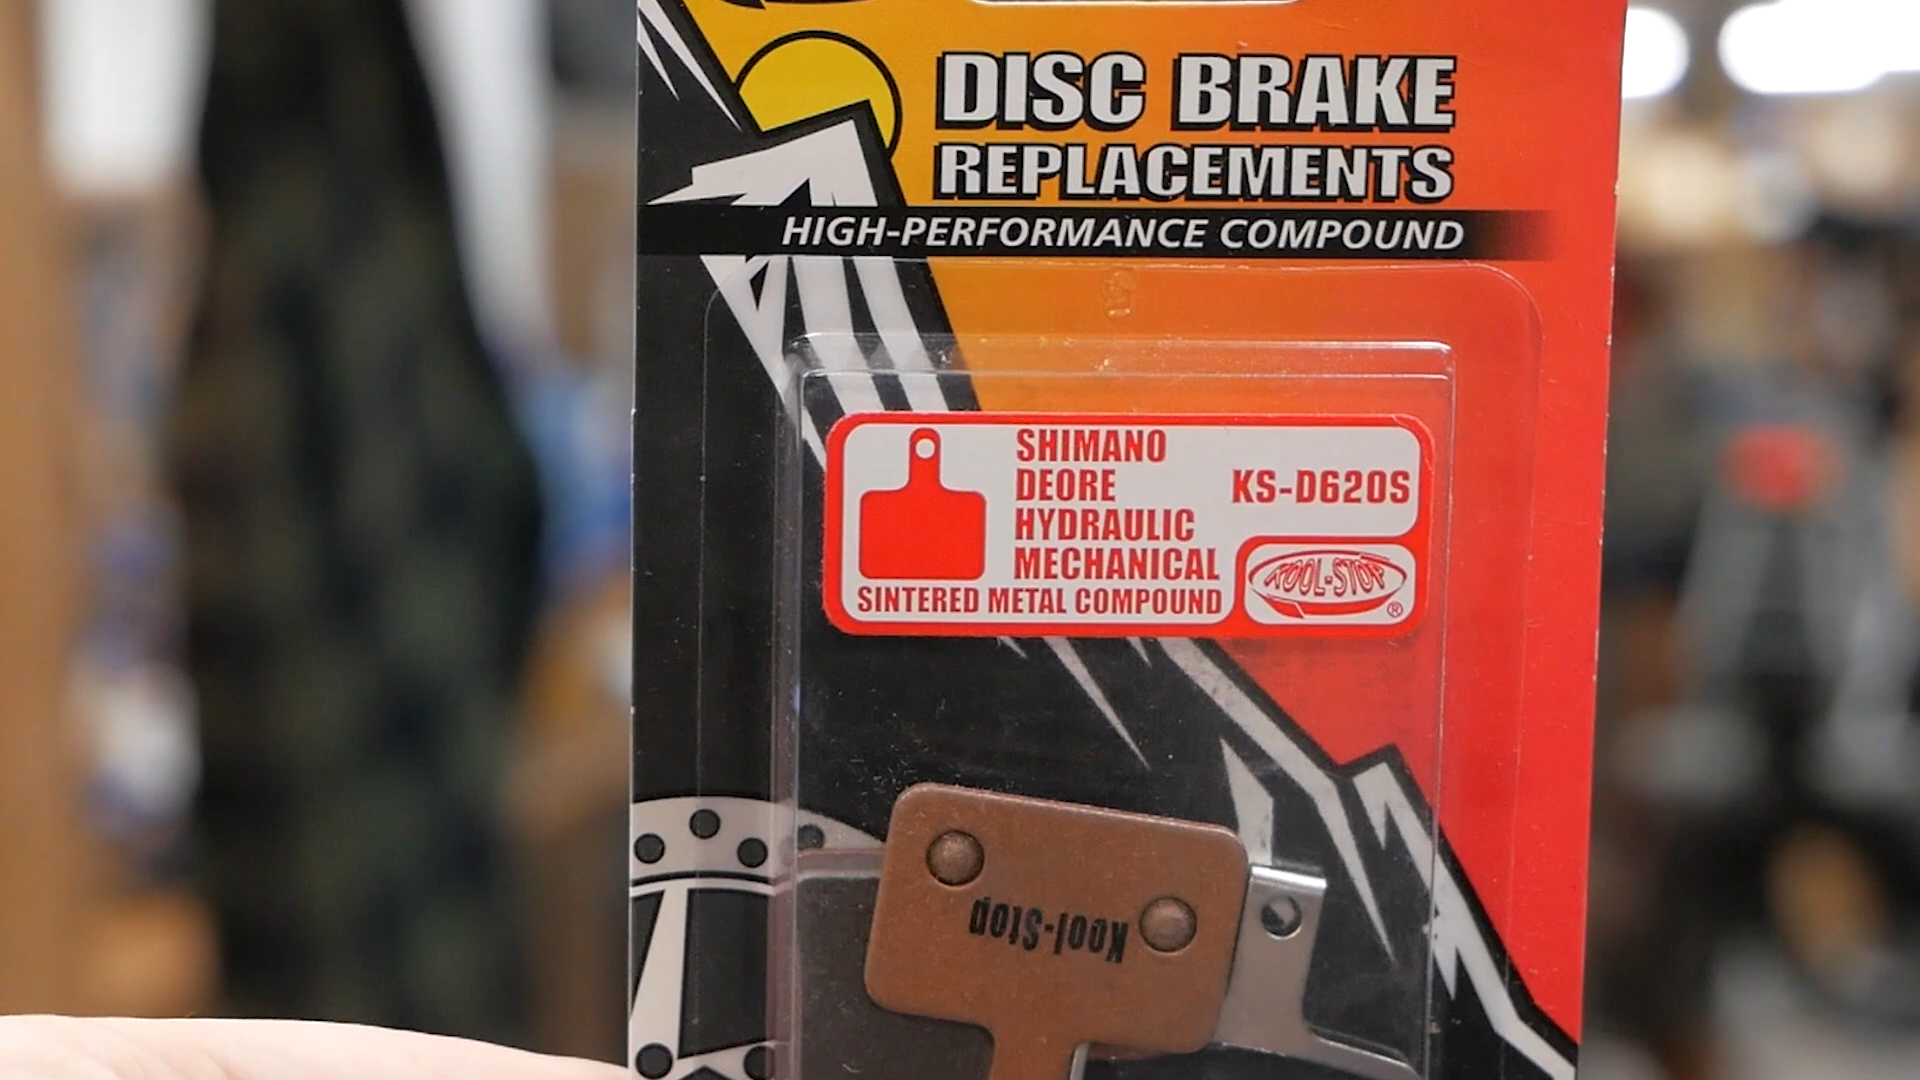 DISC BRAKE
REPLACEMENTS
HIGH-PERFORMANCE COMPOUND
SHIMANO
DEORE
HYDRAULIC
MECHANICAL
KS-D620S
SINTERED METAL COMPOUND
KOOL-STOP®
Kool-Stop